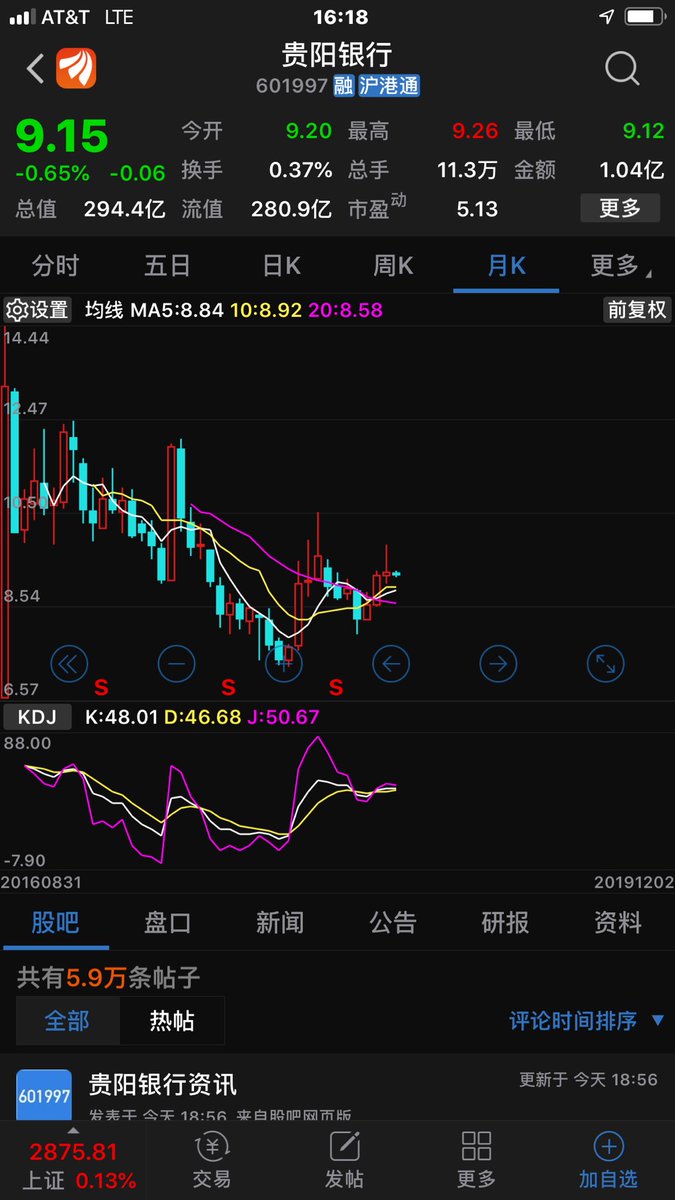 AT&T LTE 16:18
贵阳银行
601997 融 沪港通
9.15 今开 9.20 最高 9.26 最低 9.12
-0.65% -0.06 换手 0.37% 总手 11.3万 金额 1.04亿
总值 294.4亿 流值 280.9亿 市盈动 5.13 更多
分时 五日 日K 周K 月K 更多
设置 均线 MA5:8.84 10:8.92 20:8.58 前复权
14.44
12.47
10.50
8.54
6.57
S S S
KDJ K:48.01 D:46.68 J:50.67
88.00
-7.90
20160831 20191202
股吧 盘口 新闻 公告 研报 资料
共有5.9万条帖子
全部 热帖 评论时间排序
601997 贵阳银行资讯 更新于 今天 18:56
发表于 今天 18:56 来自股吧网页版
2875.81
上证 0.13% 交易 发帖 更多 加自选